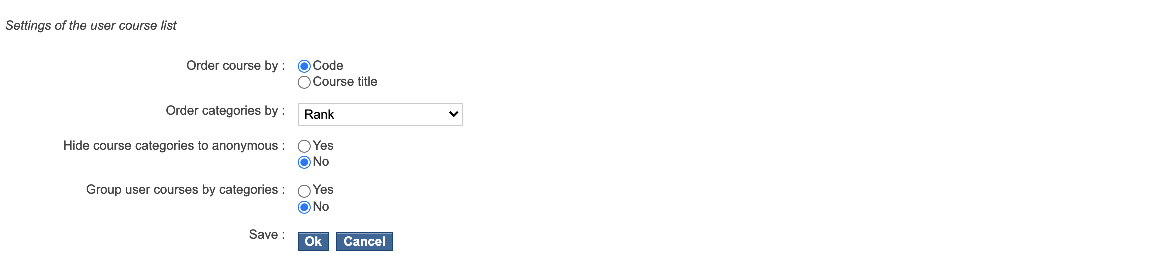 Settings of the user course list
Order course by : Code
Course title
Order categories by : Rank
Hide course categories to anonymous : Yes
No
Group user courses by categories : Yes
No
Save : Ok Cancel